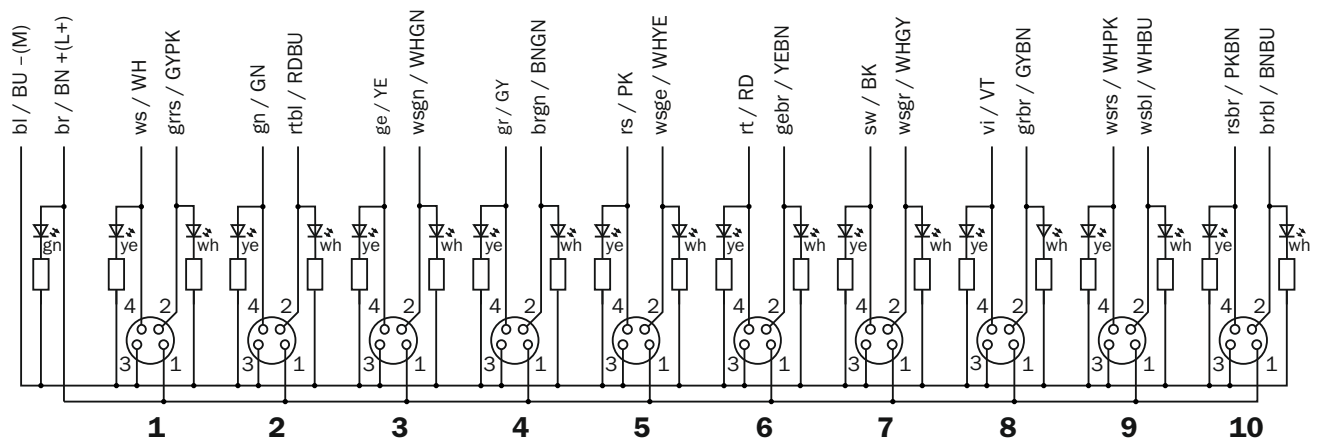 bl / BU –(M)
br / BN +(L+)
ws / WH
grrs / GYPK
gn / GN
rtbl / RDBU
ge / YE
wsgn / WHGN
gr / GY
brgn / BNGN
rs / PK
wsge / WHYE
rt / RD
gebr / YEBN
sw / BK
wsgr / WHGY
vi / VT
grbr / GYBN
wsrs / WHPK
wsbl / WHBU
rsbr / PKBN
brbl / BNBU
gn ye wh ye wh ye wh ye wh ye wh ye wh ye wh ye wh ye wh ye wh
4 2 4 2 4 2 4 2 4 2 4 2 4 2 4 2 4 2 4 2
3 1 3 1 3 1 3 1 3 1 3 1 3 1 3 1 3 1 3 1
1 2 3 4 5 6 7 8 9 10